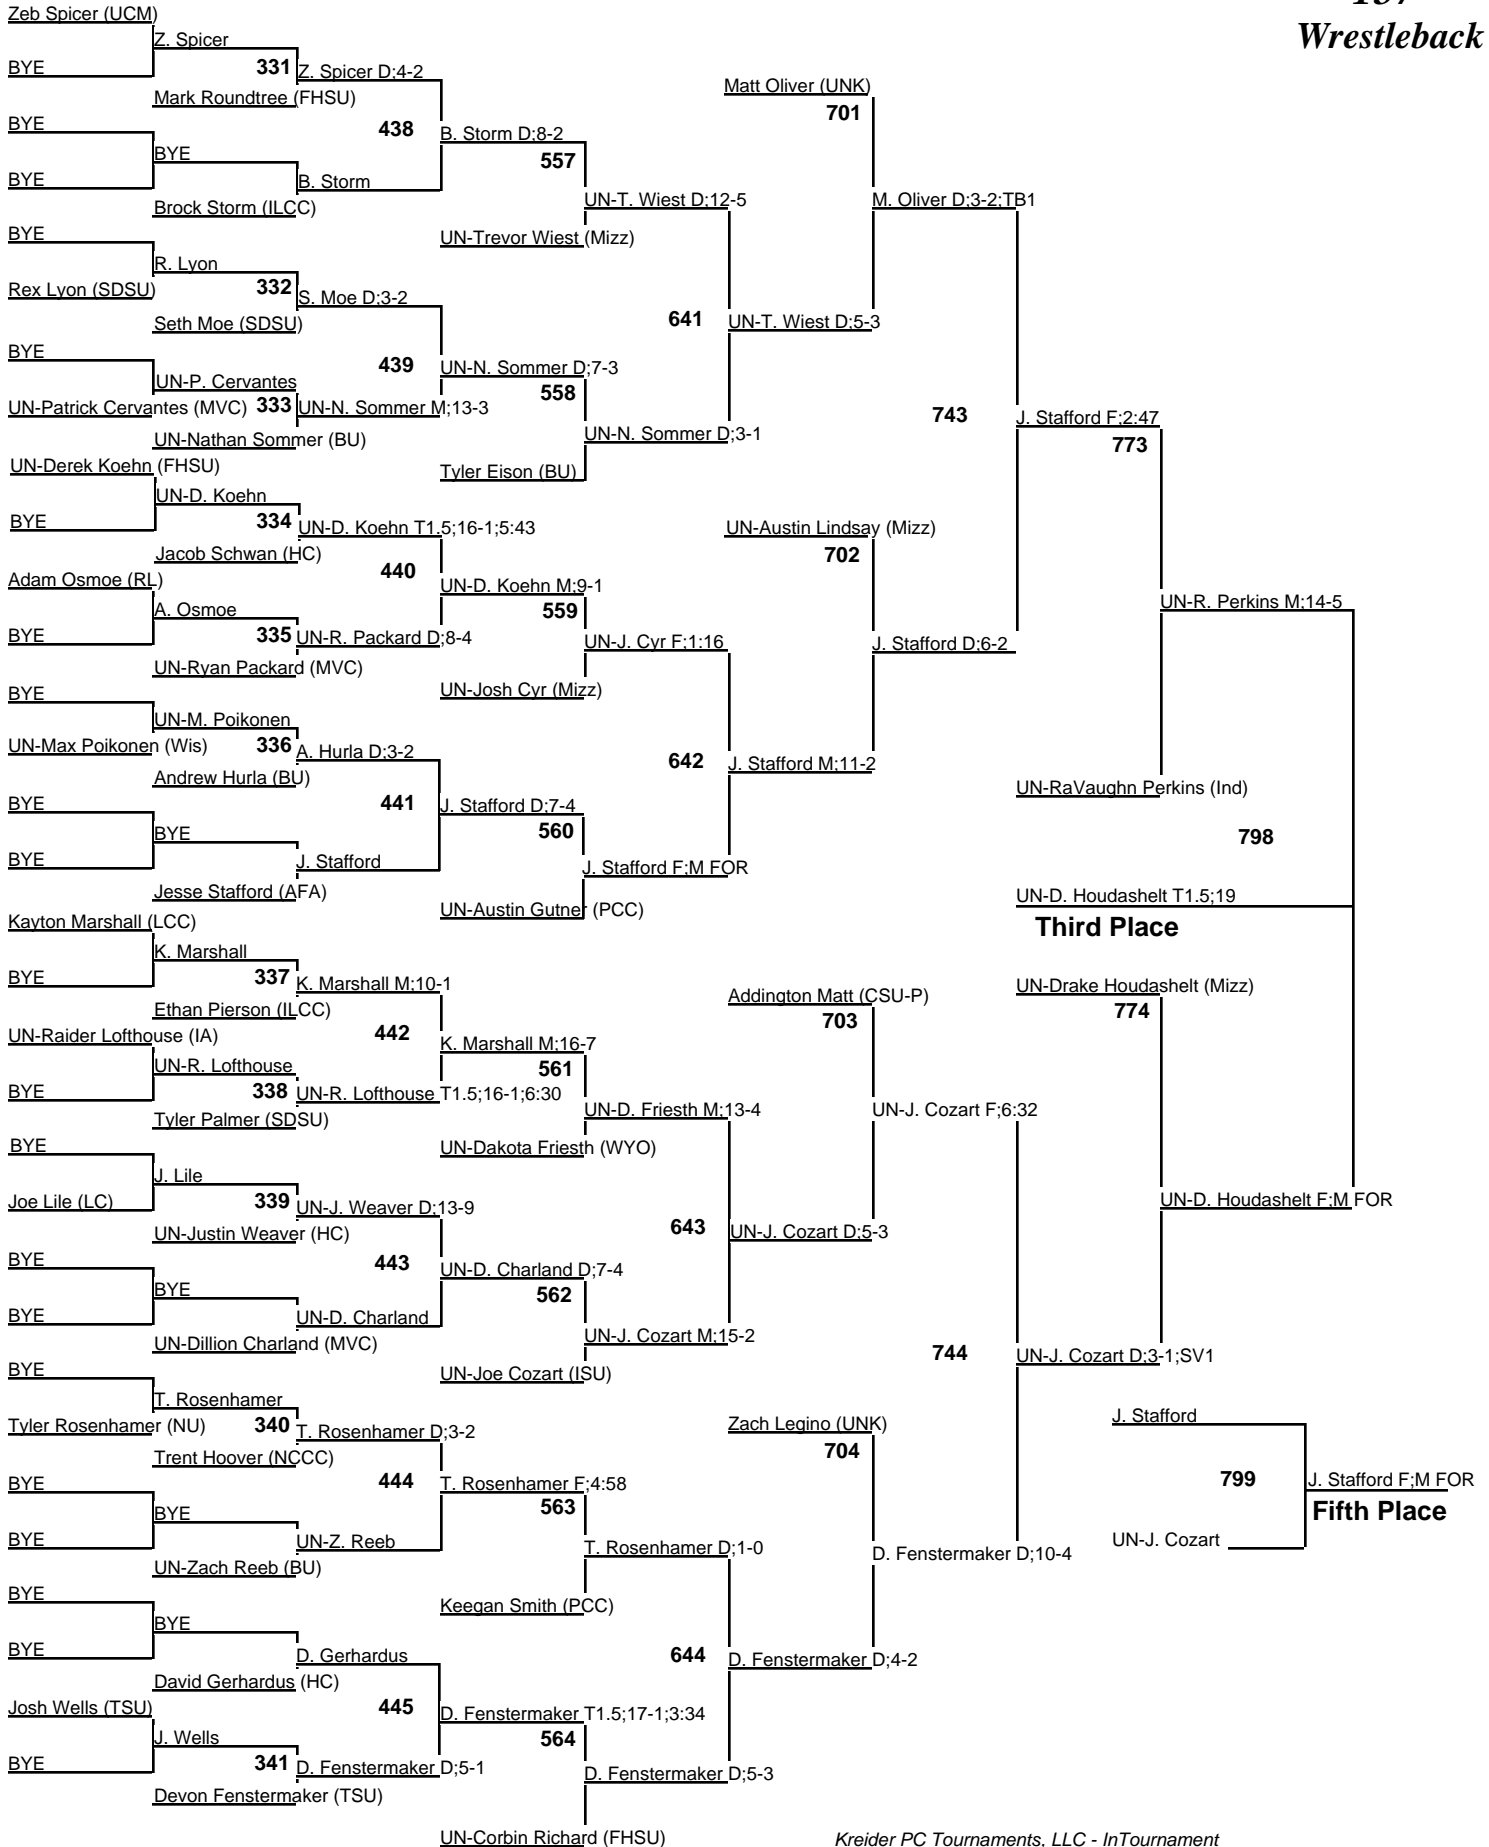 Zeb Spicer (UCM)
Wrestleback
Z. Spicer
BYE
331
Z. Spicer D;4-2
Matt Oliver (UNK)
Mark Roundtree (FHSU)
701
BYE
438
B. Storm D;8-2
BYE
557
BYE
B. Storm
UN-T. Wiest D;12-5
M. Oliver D;3-2;TB1
Brock Storm (ILCC)
BYE
UN-Trevor Wiest (Mizz)
R. Lyon
Rex Lyon (SDSU)
332
S. Moe D;3-2
Seth Moe (SDSU)
641
UN-T. Wiest D;5-3
BYE
439
UN-N. Sommer D;7-3
UN-P. Cervantes
558
UN-Patrick Cervantes (MVC)
333
UN-N. Sommer M;13-3
743
J. Stafford F;2:47
UN-Nathan Sommer (BU)
UN-N. Sommer D;3-1
773
UN-Derek Koehn (FHSU)
Tyler Eison (BU)
UN-D. Koehn
BYE
334
UN-D. Koehn T1.5;16-1;5:43
UN-Austin Lindsay (Mizz)
Jacob Schwan (HC)
702
Adam Osmoe (RL)
440
UN-D. Koehn M;9-1
A. Osmoe
559
UN-R. Perkins M;14-5
BYE
335
UN-R. Packard D;8-4
UN-J. Cyr F;1:16
J. Stafford D;6-2
UN-Ryan Packard (MVC)
BYE
UN-Josh Cyr (Mizz)
UN-M. Poikonen
UN-Max Poikonen (Wis)
336
A. Hurla D;3-2
642
J. Stafford M;11-2
Andrew Hurla (BU)
UN-RaVaughn Perkins (Ind)
BYE
441
J. Stafford D;7-4
BYE
560
798
BYE
J. Stafford
J. Stafford F;M FOR
Jesse Stafford (AFA)
UN-D. Houdashelt T1.5;19
UN-Austin Gutner (PCC)
Kayton Marshall (LCC)
Third Place
K. Marshall
BYE
337
K. Marshall M;10-1
Addington Matt (CSU-P)
UN-Drake Houdashelt (Mizz)
Ethan Pierson (ILCC)
703
774
UN-Raider Lofthouse (IA)
442
K. Marshall M;16-7
UN-R. Lofthouse
561
BYE
338
UN-R. Lofthouse T1.5;16-1;6:30
UN-D. Friesth M;13-4
UN-J. Cozart F;6:32
Tyler Palmer (SDSU)
BYE
UN-Dakota Friesth (WYO)
J. Lile
Joe Lile (LC)
339
UN-J. Weaver D;13-9
UN-D. Houdashelt F;M FOR
UN-Justin Weaver (HC)
643
UN-J. Cozart D;5-3
BYE
443
UN-D. Charland D;7-4
BYE
562
BYE
UN-D. Charland
UN-Dillion Charland (MVC)
UN-J. Cozart M;15-2
744
UN-J. Cozart D;3-1;SV1
BYE
UN-Joe Cozart (ISU)
T. Rosenhamer
J. Stafford
Tyler Rosenhamer (NU)
340
T. Rosenhamer D;3-2
Zach Legino (UNK)
Trent Hoover (NCCC)
704
BYE
444
T. Rosenhamer F;4:58
799
J. Stafford F;M FOR
BYE
563
Fifth Place
BYE
UN-Z. Reeb
T. Rosenhamer D;1-0
D. Fenstermaker D;10-4
UN-J. Cozart
UN-Zach Reeb (BU)
BYE
Keegan Smith (PCC)
BYE
BYE
D. Gerhardus
644
D. Fenstermaker D;4-2
David Gerhardus (HC)
Josh Wells (TSU)
445
D. Fenstermaker T1.5;17-1;3:34
J. Wells
564
BYE
341
D. Fenstermaker D;5-1
D. Fenstermaker D;5-3
Devon Fenstermaker (TSU)
UN-Corbin Richard (FHSU)
Kreider PC Tournaments, LLC - InTournament